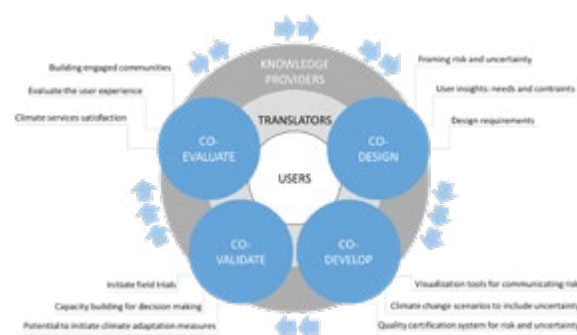 KNOWLEDGE
PROVIDERS
TRANSLATORS
USERS
CO-
EVALUATE
CO-
DESIGN
CO-
VALIDATE
CO-
DEVELOP
Building engaged communities
Evaluate the user experience
Climate services satisfaction
Framing risk and uncertainty
User insights: needs and contraints
Design requirements
Initiate field trials
Capacity building for decision making
Potential to initiate climate adaptation measures
Visualization tools for communicating risk
Climate change scenarios to include uncertainty
Quality certification system for risk and uncertaint